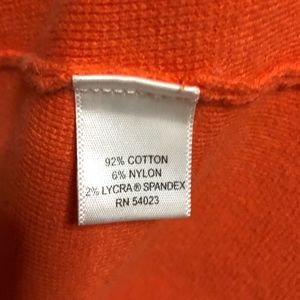 92% COTTON
6% NYLON
2% LYCRA® SPANDEX
RN 54023